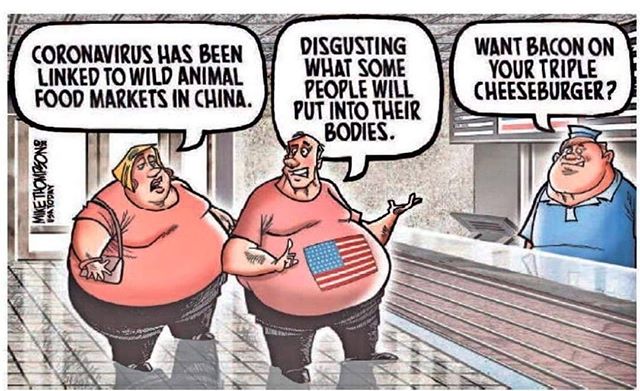 CORONAVIRUS HAS BEEN
LINKED TO WILD ANIMAL
FOOD MARKETS IN CHINA.
DISGUSTING
WHAT SOME
PEOPLE WILL
PUT INTO THEIR
BODIES.
WANT BACON ON
YOUR TRIPLE
CHEESEBURGER?
MIKE THOMPSON
USA TODAY